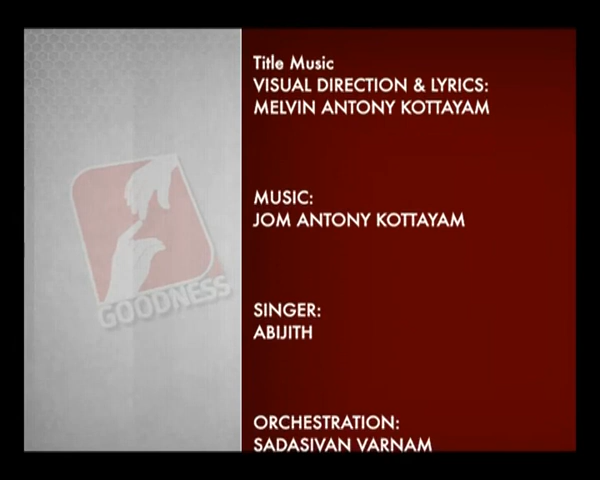 Title Music
VISUAL DIRECTION & LYRICS:
MELVIN ANTONY KOTTAYAM
MUSIC:
JOM ANTONY KOTTAYAM
SINGER:
ABIJITH
ORCHESTRATION:
SADASIVAN VARNAM
GOODNESS